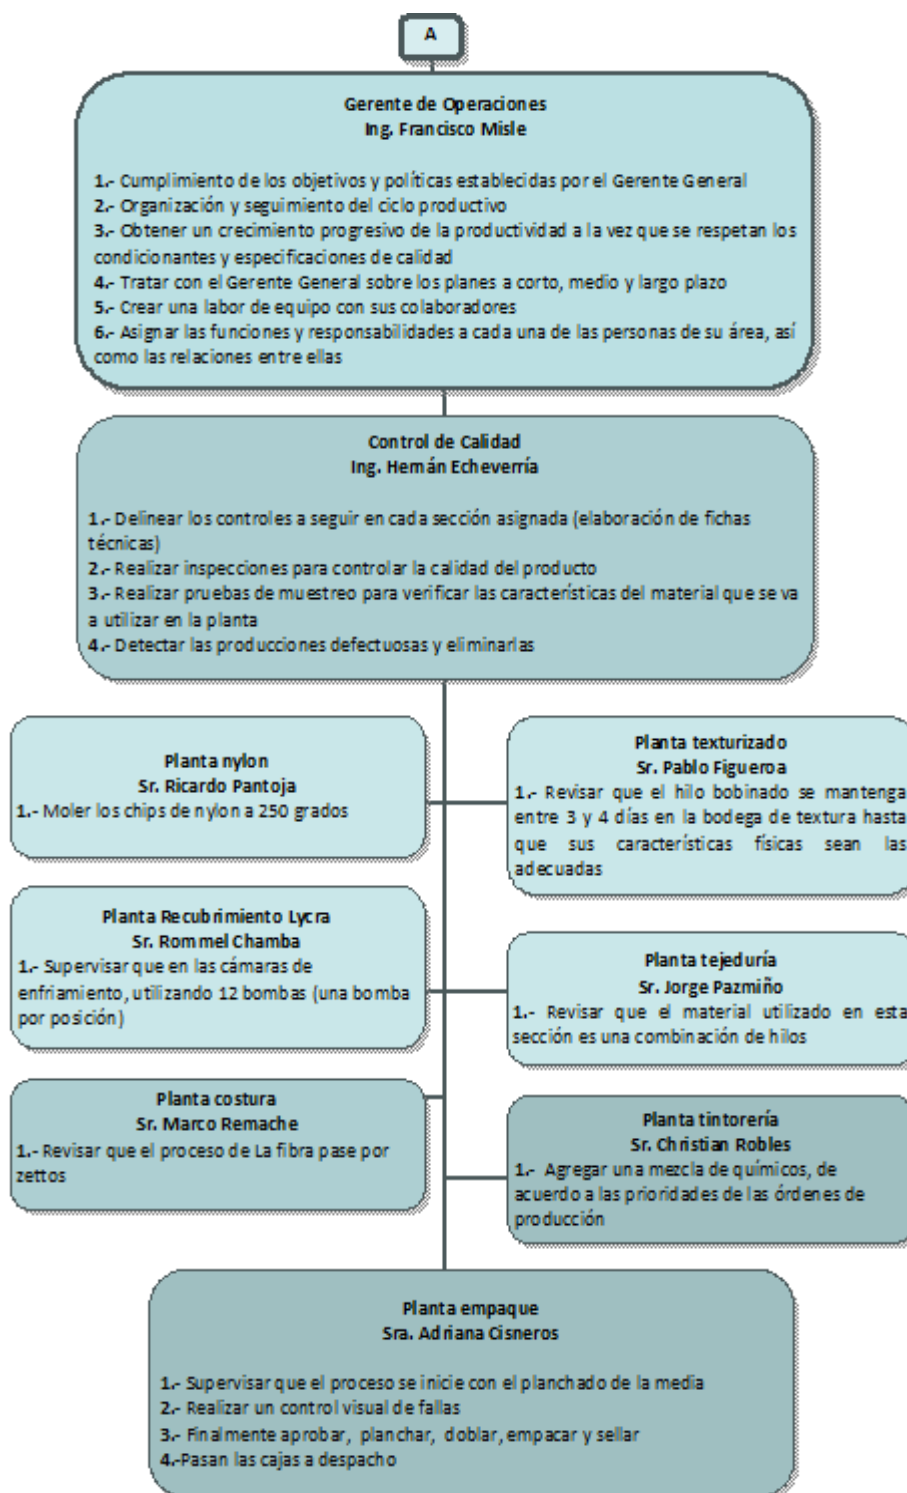 A
Gerente de Operaciones
Ing. Francisco Misle
1.- Cumplimiento de los objetivos y políticas establecidas por el Gerente General
2.- Organización y seguimiento del ciclo productivo
3.- Obtener un crecimiento progresivo de la productividad a la vez que se respetan los
condicionantes y especificaciones de calidad
4.- Tratar con el Gerente General sobre los planes a corto, medio y largo plazo
5.- Crear una labor de equipo con sus colaboradores
6.- Asignar las funciones y responsabilidades a cada una de las personas de su área, así
como las relaciones entre ellas
Control de Calidad
Ing. Hernán Echeverría
1.- Delinear los controles a seguir en cada sección asignada (elaboración de fichas
técnicas)
2.- Realizar inspecciones para controlar la calidad del producto
3.- Realizar pruebas de muestreo para verificar las características del material que se va
a utilizar en la planta
4.- Detectar las producciones defectuosas y eliminarlas
Planta nylon
Sr. Ricardo Pantoja
1.- Moler los chips de nylon a 250 grados
Planta texturizado
Sr. Pablo Figueroa
1.- Revisar que el hilo bobinado se mantenga
entre 3 y 4 días en la bodega de textura hasta
que sus características físicas sean las
adecuadas
Planta Recubrimiento Lycra
Sr. Rommel Chamba
1.- Supervisar que en las cámaras de
enfriamiento, utilizando 12 bombas (una bomba
por posición)
Planta tejeduría
Sr. Jorge Pazmiño
1.- Revisar que el material utilizado en esta
sección es una combinación de hilos
Planta costura
Sr. Marco Remache
1.- Revisar que el proceso de La fibra pase por
zettos
Planta tintorería
Sr. Christian Robles
1.- Agregar una mezcla de químicos, de
acuerdo a las prioridades de las órdenes de
producción
Planta empaque
Sra. Adriana Cisneros
1.- Supervisar que el proceso se inicie con el planchado de la media
2.- Realizar un control visual de fallas
3.- Finalmente aprobar, planchar, doblar, empacar y sellar
4.-Pasan las cajas a despacho